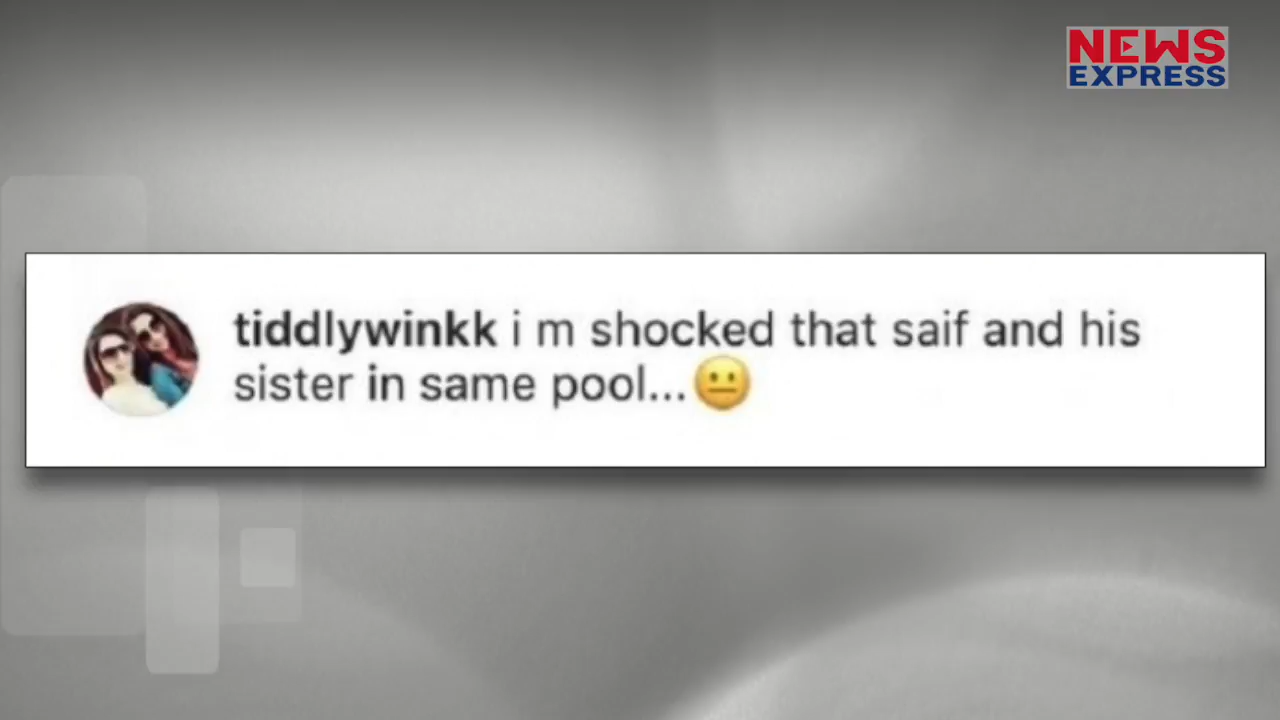 NEWS
EXPRESS
tiddlywinkk i m shocked that saif and his
sister in same pool...😐